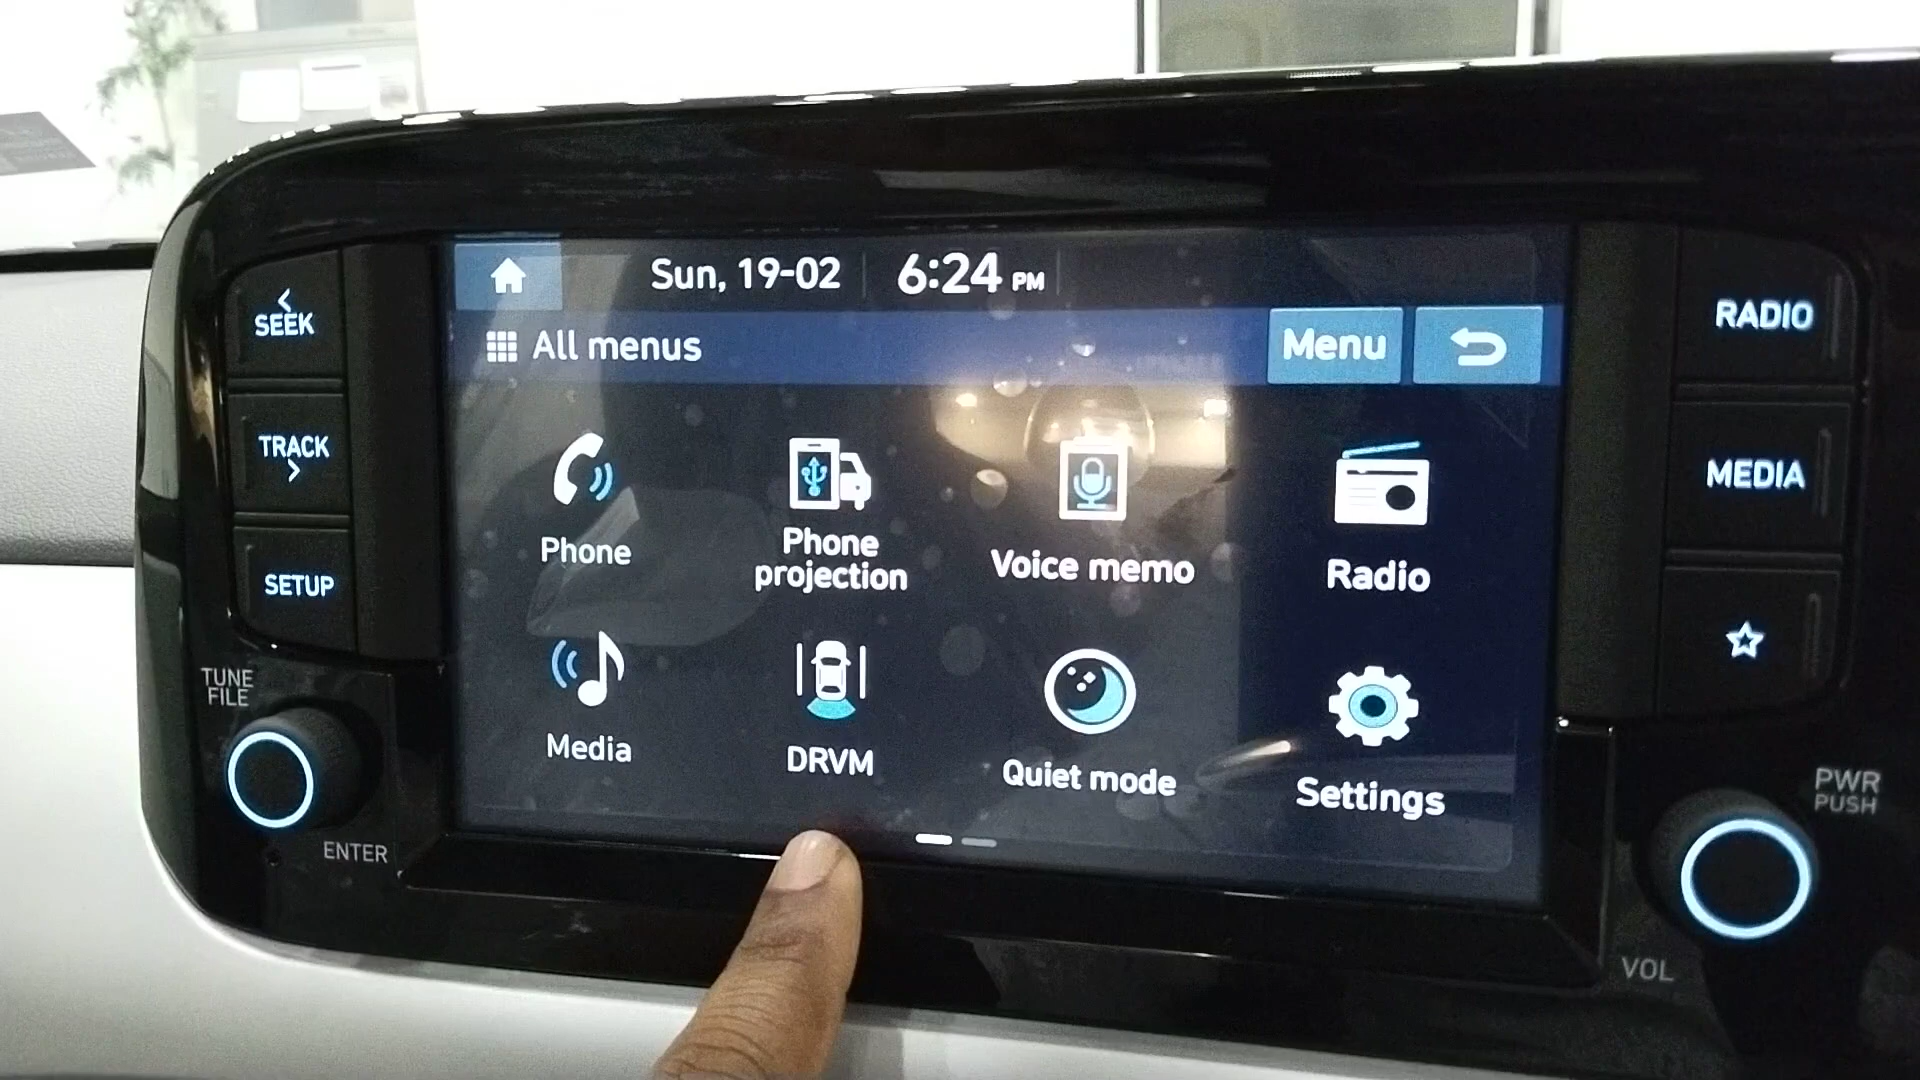 Sun, 19-02 6:24 PM
All menus
Menu
SEEK
TRACK
SETUP
TUNE
FILE
ENTER
Phone
Phone
projection
Voice memo
Radio
Media
DRVM
Quiet mode
Settings
RADIO
MEDIA
PWR
PUSH
VOL